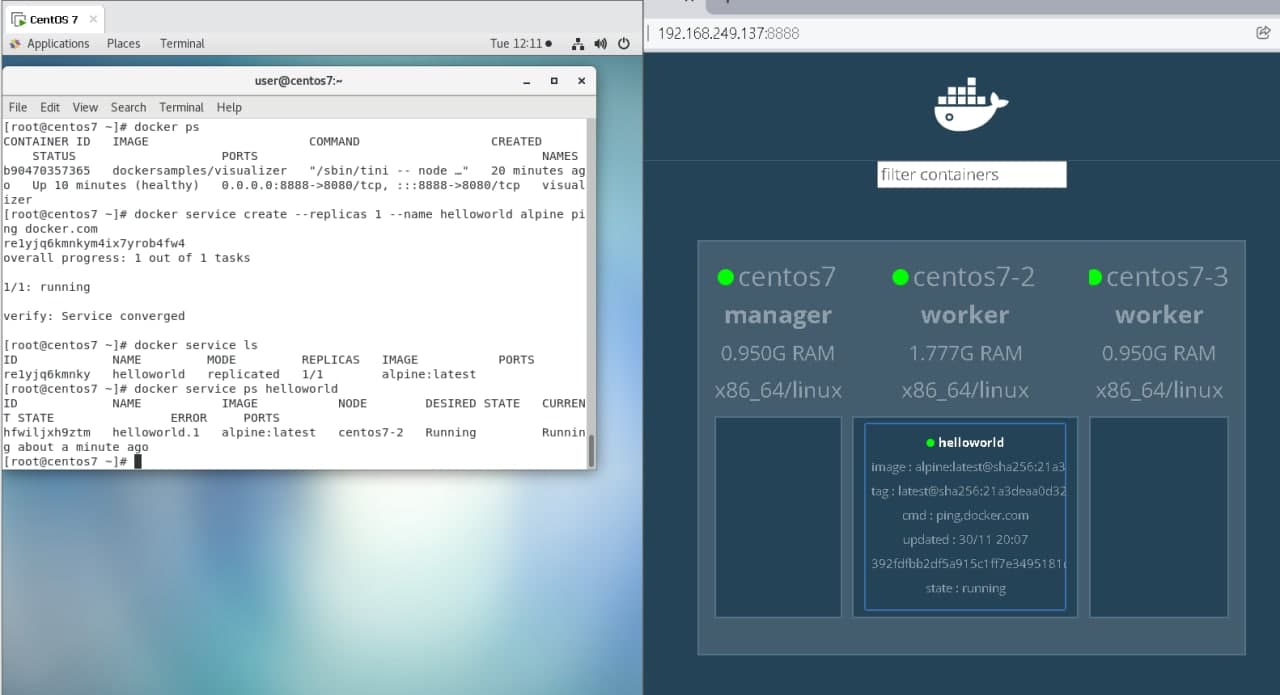 CentOS 7
Applications Places Terminal Tue 12:11
user@centos7:~
File Edit View Search Terminal Help
[root@centos7 ~]# docker ps
CONTAINER ID   IMAGE                      COMMAND                  CREATED
    STATUS                    PORTS                                       NAMES
b90470357365   dockersamples/visualizer   "/sbin/tini -- node …"   20 minutes ag
o   Up 10 minutes (healthy)   0.0.0.0:8888->8080/tcp, :::8888->8080/tcp   visual
izer
[root@centos7 ~]# docker service create --replicas 1 --name helloworld alpine pi
ng docker.com
re1yjq6kmnkym4ix7yrob4fw4
overall progress: 1 out of 1 tasks
1/1: running
verify: Service converged
[root@centos7 ~]# docker service ls
ID             NAME         MODE         REPLICAS   IMAGE           PORTS
re1yjq6kmnky   helloworld   replicated   1/1        alpine:latest
[root@centos7 ~]# docker service ps helloworld
ID             NAME           IMAGE           NODE        DESIRED STATE   CURREN
T STATE                ERROR     PORTS
hfwiljxh9ztm   helloworld.1   alpine:latest   centos7-2   Running         Runnin
g about a minute ago
[root@centos7 ~]#
192.168.249.137:8888
filter containers
centos7
manager
0.950G RAM
x86_64/linux
centos7-2
worker
1.777G RAM
x86_64/linux
helloworld
image : alpine:latest@sha256:21a3
tag : latest@sha256:21a3deaa0d32
cmd : ping,docker.com
updated : 30/11 20:07
392fdfbb2df5a915c1ff7e3495181
state : running
centos7-3
worker
0.950G RAM
x86_64/linux